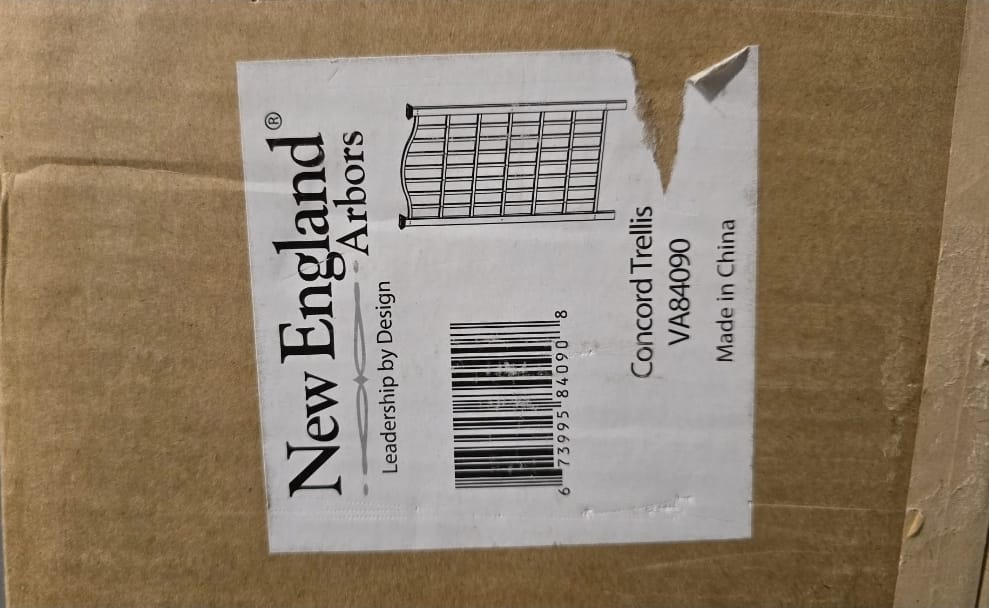 New England®
Arbors
Leadership by Design
6 73995 84090 8
Concord Trellis
VA84090
Made in China